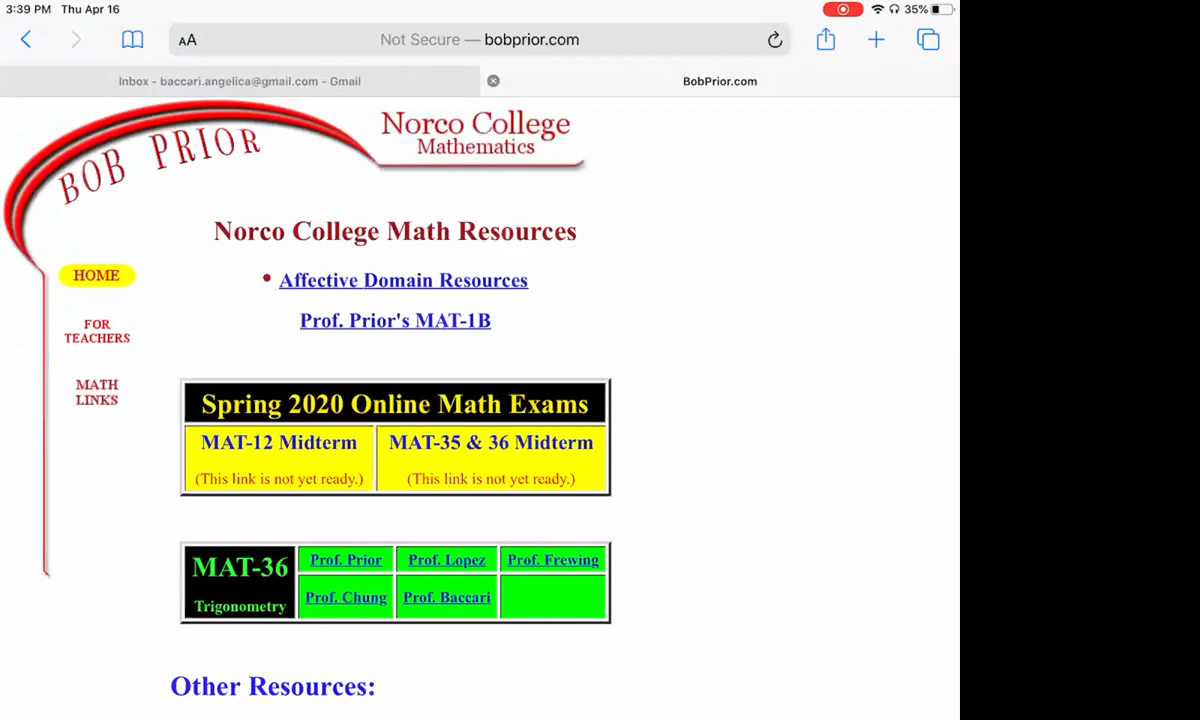 3:39 PM Thu Apr 16
35%
AA
Not Secure — bobprior.com
Inbox - baccari.angelica@gmail.com - Gmail
BobPrior.com
BOB PRIOR
Norco College
Mathematics
Norco College Math Resources
HOME
• Affective Domain Resources
Prof. Prior's MAT-1B
FOR
TEACHERS
MATH
LINKS
Spring 2020 Online Math Exams
MAT-12 Midterm
(This link is not yet ready.)
MAT-35 & 36 Midterm
(This link is not yet ready.)
MAT-36
Trigonometry
Prof. Prior
Prof. Lopez
Prof. Frewing
Prof. Chung
Prof. Baccari
Other Resources: